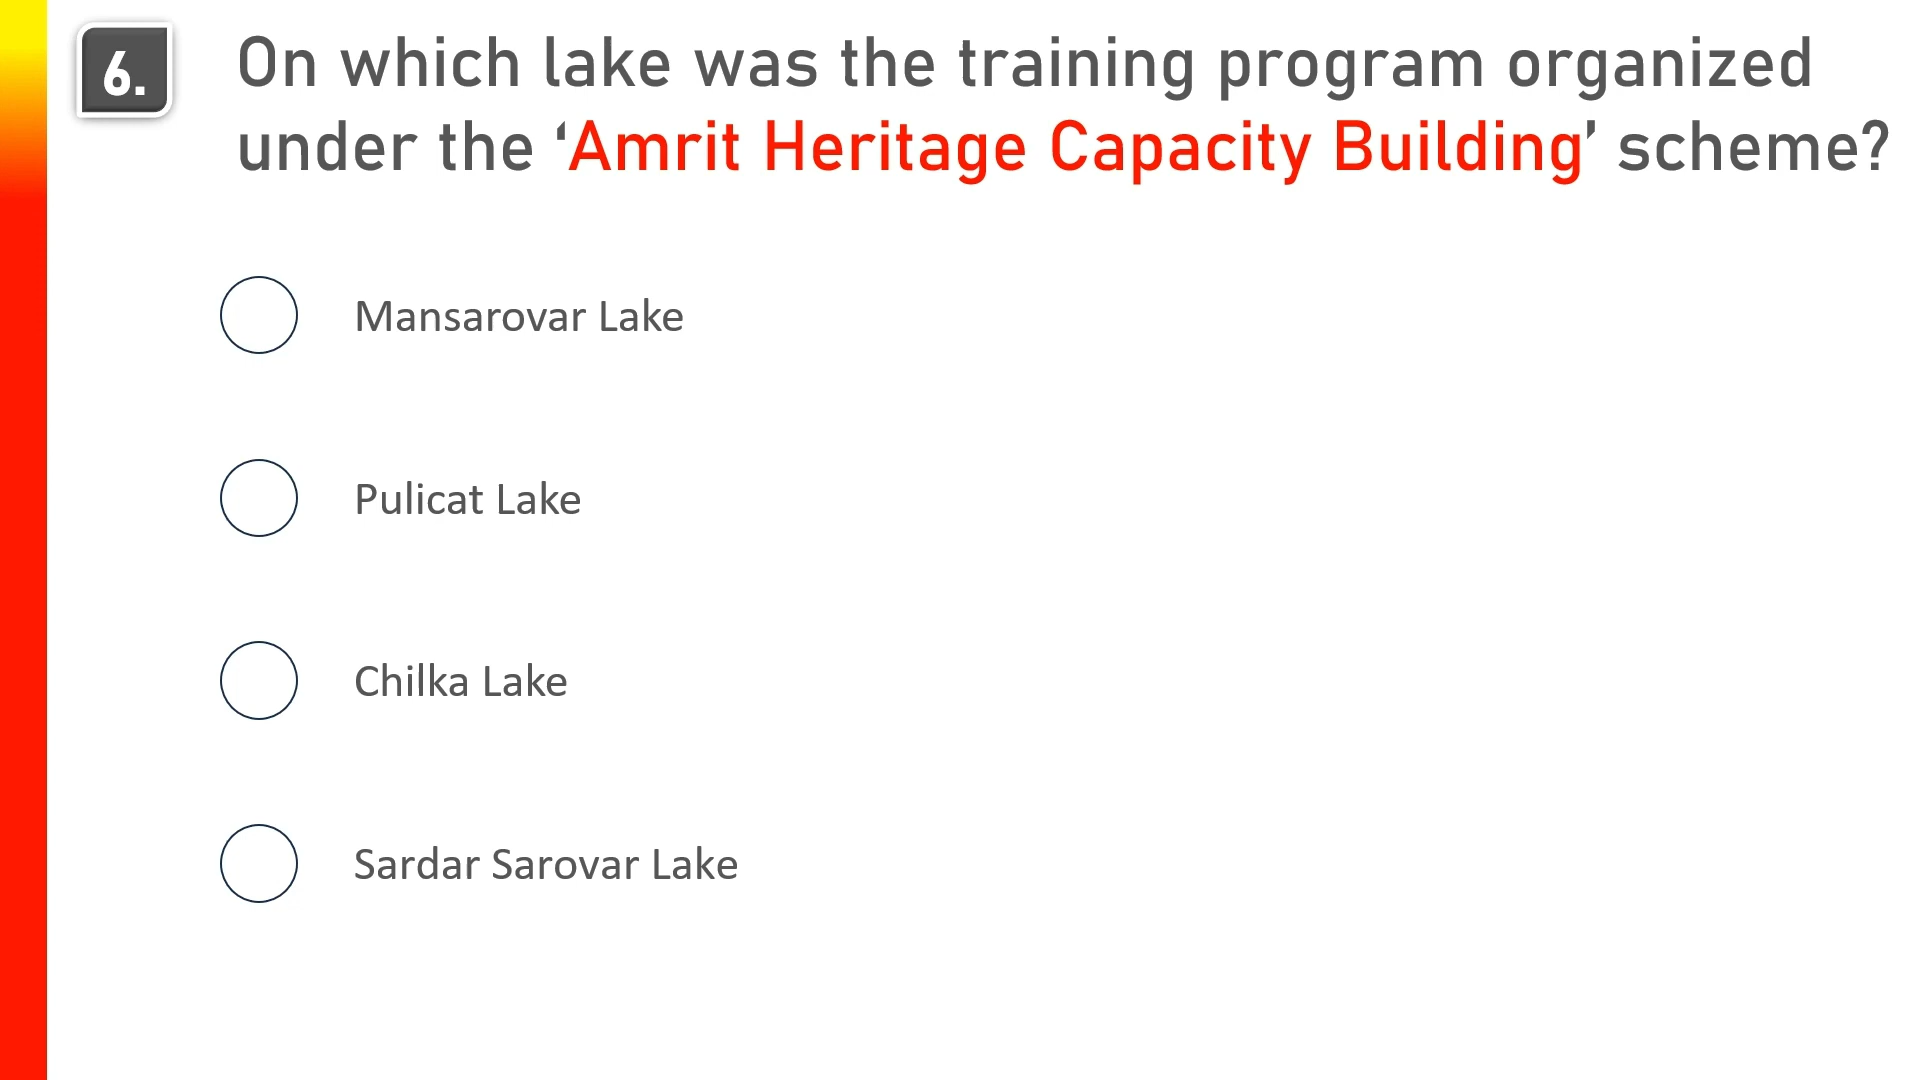 6.
On which lake was the training program organized
under the ‘Amrit Heritage Capacity Building’ scheme?
Mansarovar Lake
Pulicat Lake
Chilka Lake
Sardar Sarovar Lake